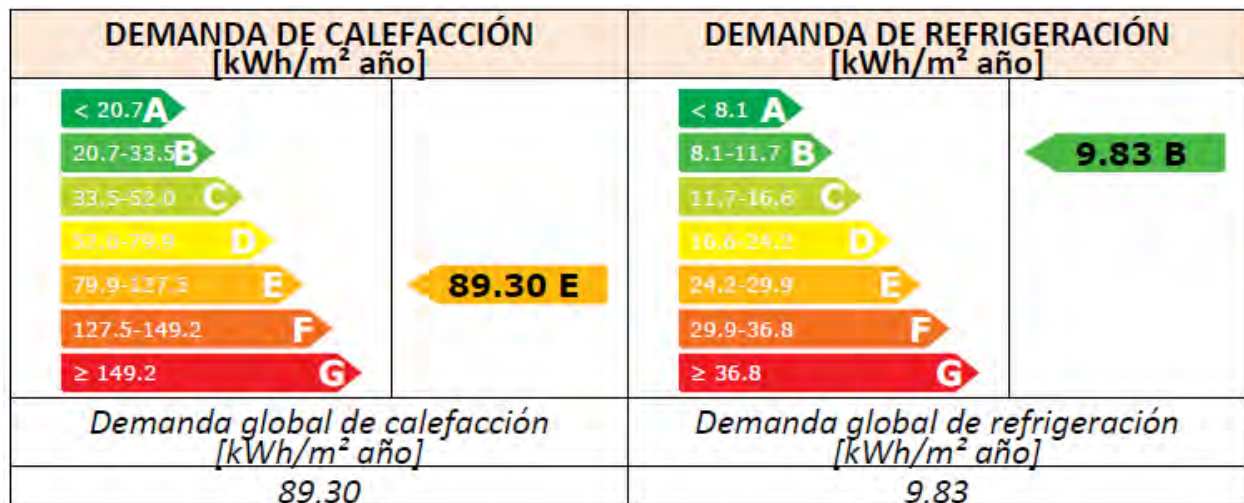 DEMANDA DE CALEFACCIÓN
[kWh/m² año]
DEMANDA DE REFRIGERACIÓN
[kWh/m² año]
< 20.7 A
20.7-33.5 B
33.5-52.0 C
52.0-79.9 D
79.9-127.5 E
127.5-149.2 F
≥ 149.2 G
89.30 E
< 8.1 A
8.1-11.7 B
11.7-16.6 C
16.6-24.2 D
24.2-29.9 E
29.9-36.8 F
≥ 36.8 G
9.83 B
Demanda global de calefacción
[kWh/m² año]
Demanda global de refrigeración
[kWh/m² año]
89.30
9.83